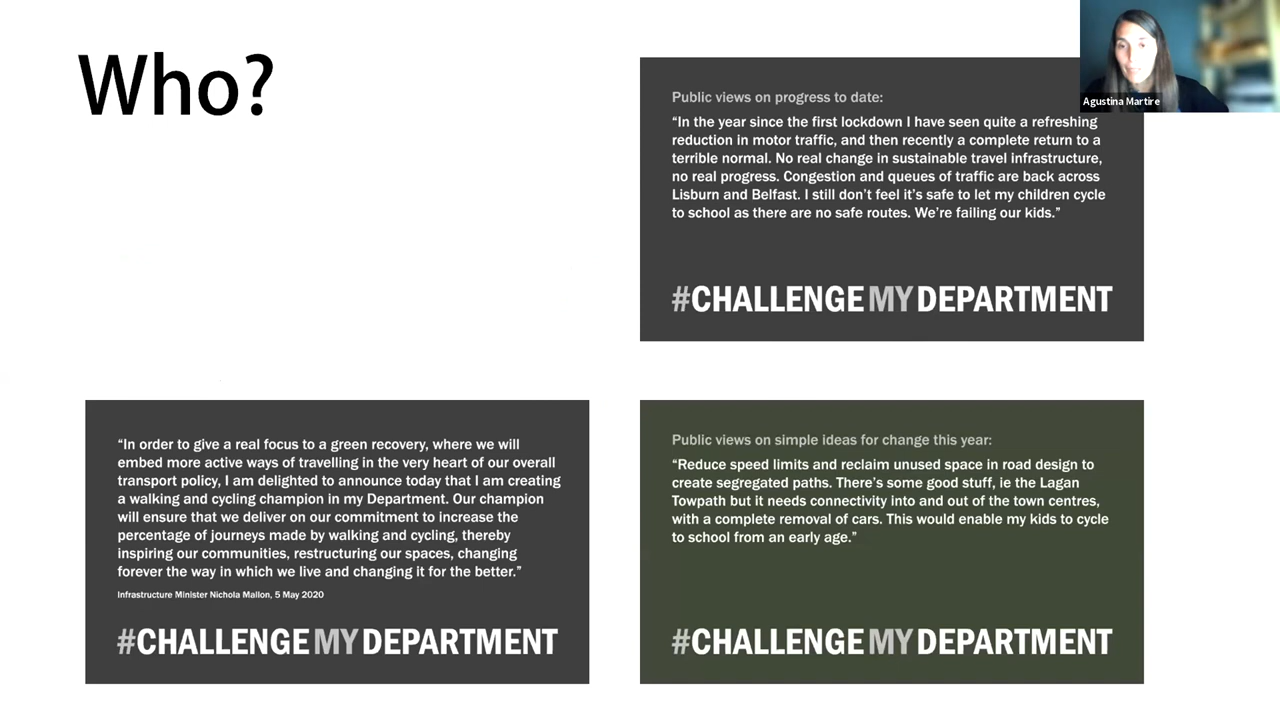 Who?
Agustina Martire
Public views on progress to date:
“In the year since the first lockdown I have seen quite a refreshing
reduction in motor traffic, and then recently a complete return to a
terrible normal. No real change in sustainable travel infrastructure,
no real progress. Congestion and queues of traffic are back across
Lisburn and Belfast. I still don’t feel it’s safe to let my children cycle
to school as there are no safe routes. We’re failing our kids.”
#CHALLENGEMYDEPARTMENT
“In order to give a real focus to a green recovery, where we will
embed more active ways of travelling in the very heart of our overall
transport policy, I am delighted to announce today that I am creating
a walking and cycling champion in my Department. Our champion
will ensure that we deliver on our commitment to increase the
percentage of journeys made by walking and cycling, thereby
inspiring our communities, restructuring our spaces, changing
forever the way in which we live and changing it for the better.”
Infrastructure Minister Nichola Mallon, 5 May 2020
#CHALLENGEMYDEPARTMENT
Public views on simple ideas for change this year:
“Reduce speed limits and reclaim unused space in road design to
create segregated paths. There’s some good stuff, ie the Lagan
Towpath but it needs connectivity into and out of the town centres,
with a complete removal of cars. This would enable my kids to cycle
to school from an early age.”
#CHALLENGEMYDEPARTMENT